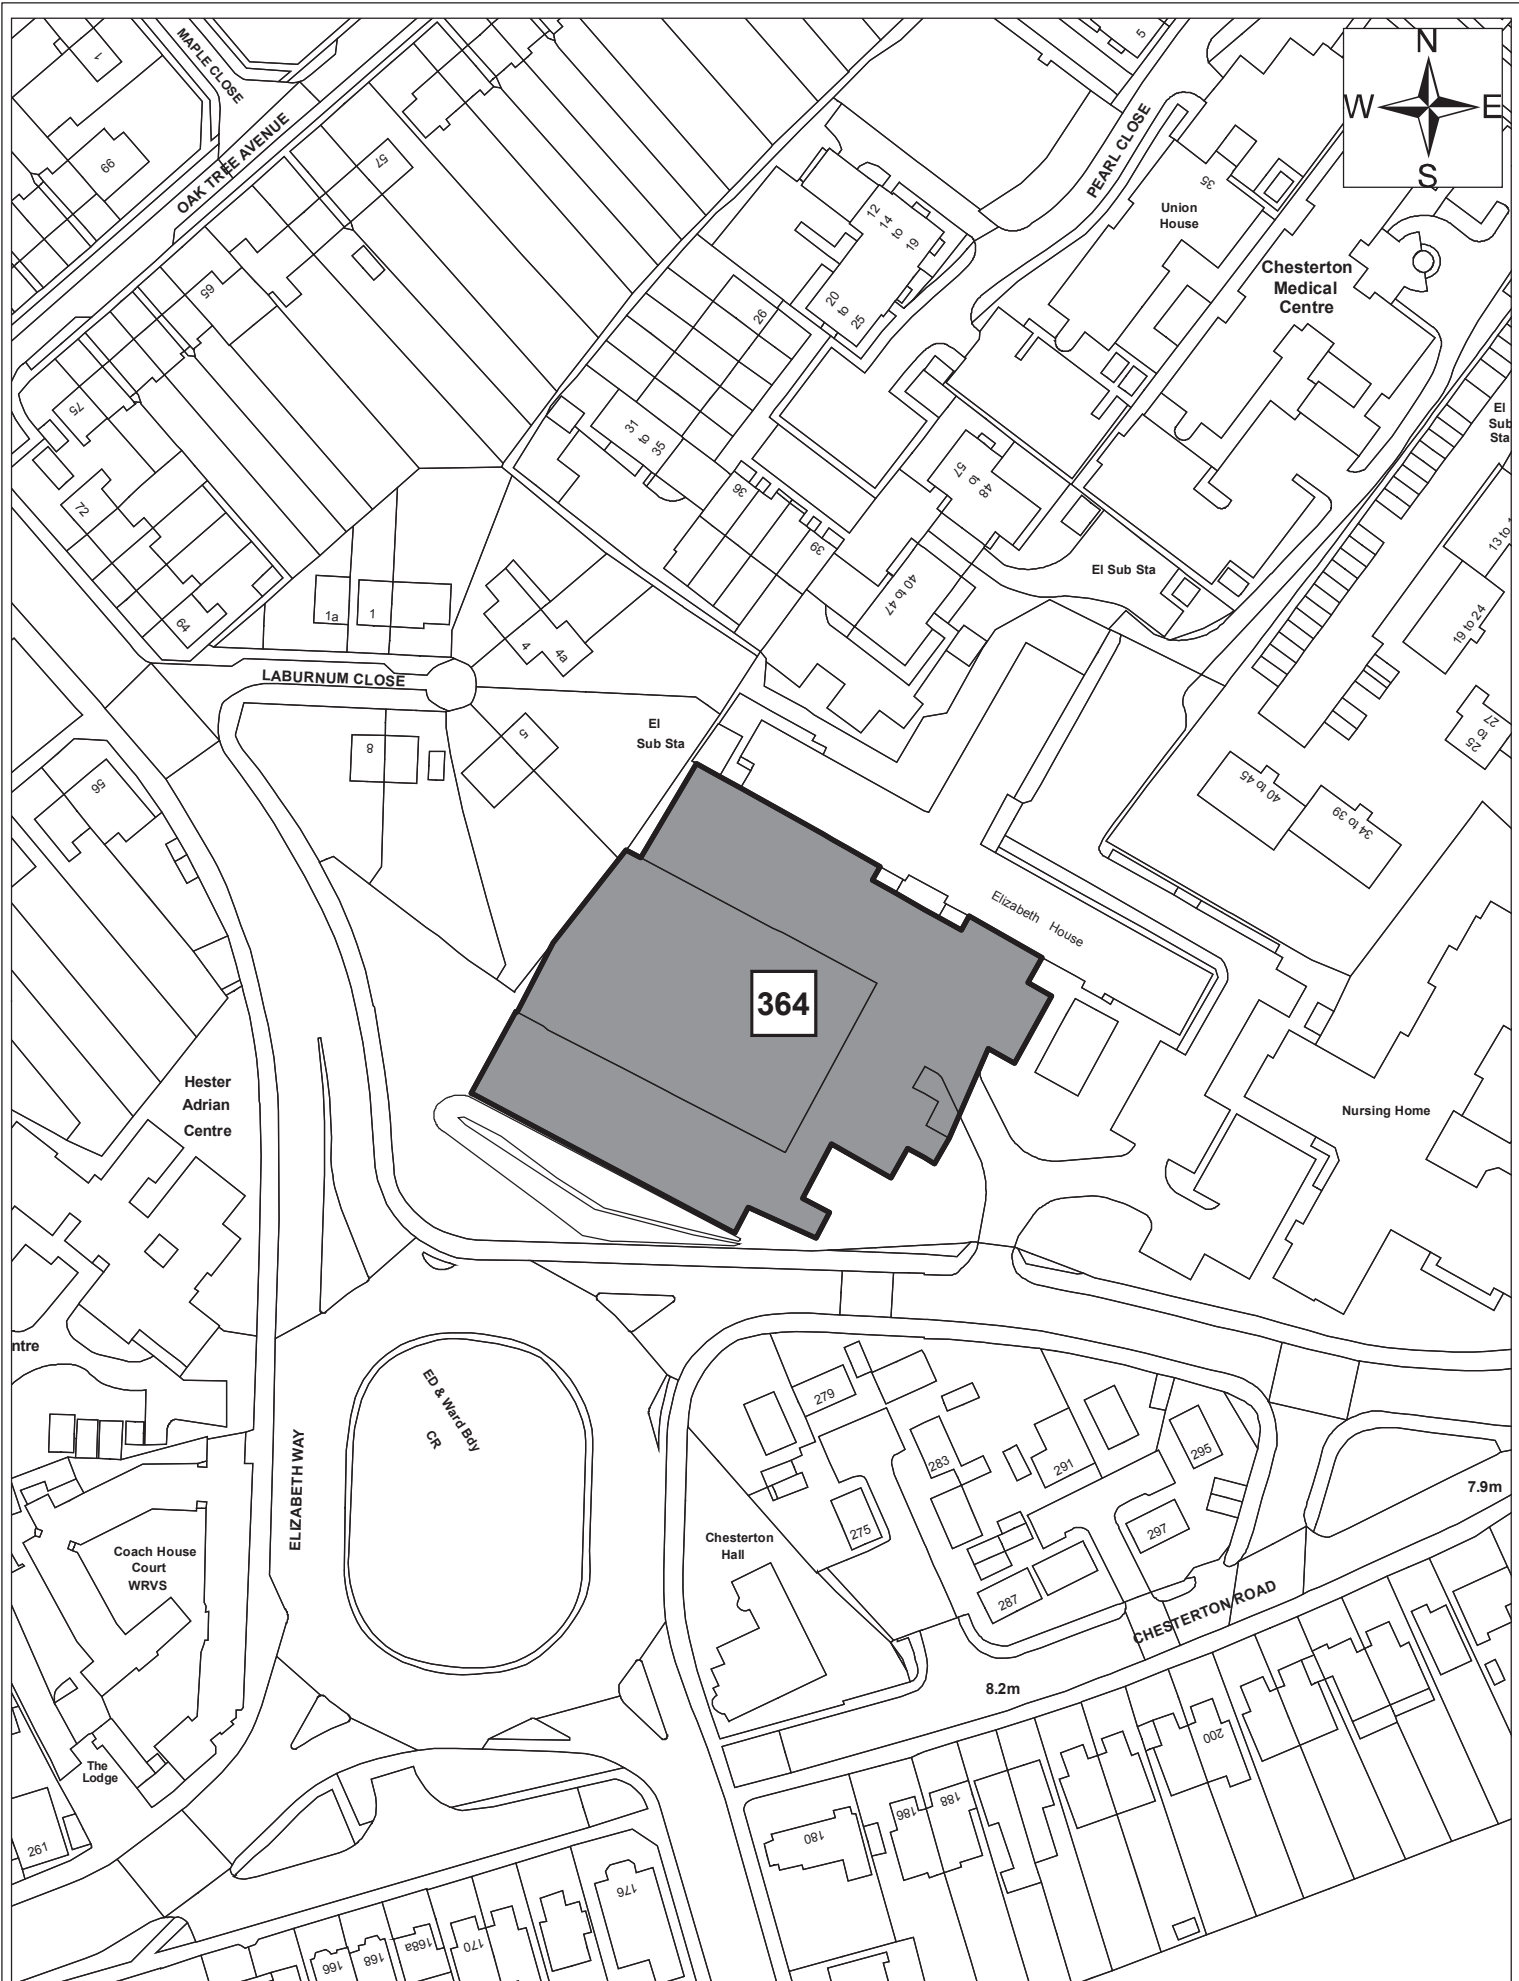 MAPLE CLOSE
1
99
OAK TREE AVENUE
57
5
PEARL CLOSE
N
W
E
S
35
Union
House
12
14
to
19
Chesterton
Medical
Centre
65
20
to
25
26
75
31
to
35
El
Sub
Sta
72
36
39
48
to
57
13 to
1a
1
64
40 to 47
El Sub Sta
19 to 24
4
4a
LABURNUM CLOSE
El
Sub Sta
8
5
25
to
27
40 to 45
34 to 39
56
Elizabeth House
364
Hester
Adrian
Centre
Nursing Home
ntre
ED & Ward Bdy
CR
ELIZABETH WAY
279
283
291
295
275
297
287
7.9m
Chesterton
Hall
Coach House
Court
WRVS
CHESTERTON ROAD
8.2m
The
Lodge
200
188
186
180
261
176
170
168a
168
166